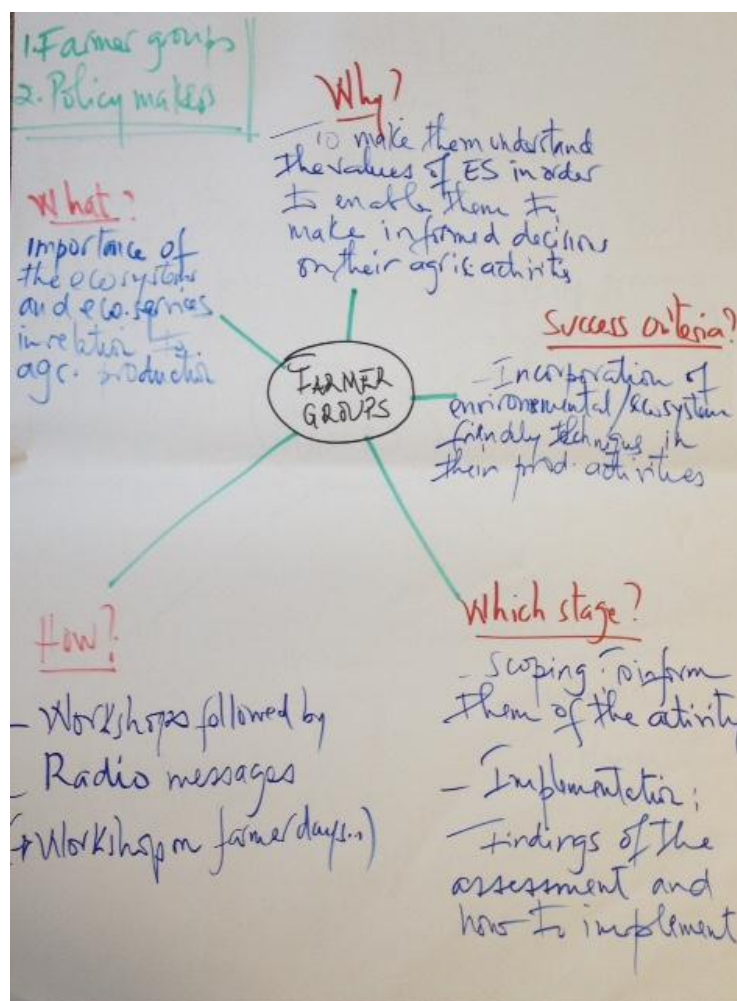 1. Farmer groups
2. Policy makers
Why?
– To make them understand
the values of ES in order
to enable them to
make informed decisions
on their agric. activities
What?
importance of
the ecosystems
and eco. services
in relation to
agr. production
FARMER
GROUPS
Success criteria?
– Incorporation of
environmental/ecosystem
friendly techniques in
their prod. activities
How?
– Workshops followed by
– Radio messages
(+ Workshop on farmer days..)
Which stage?
– Scoping: To inform
them of the activity
– Implementation:
Findings of the
assessment and
how to implement